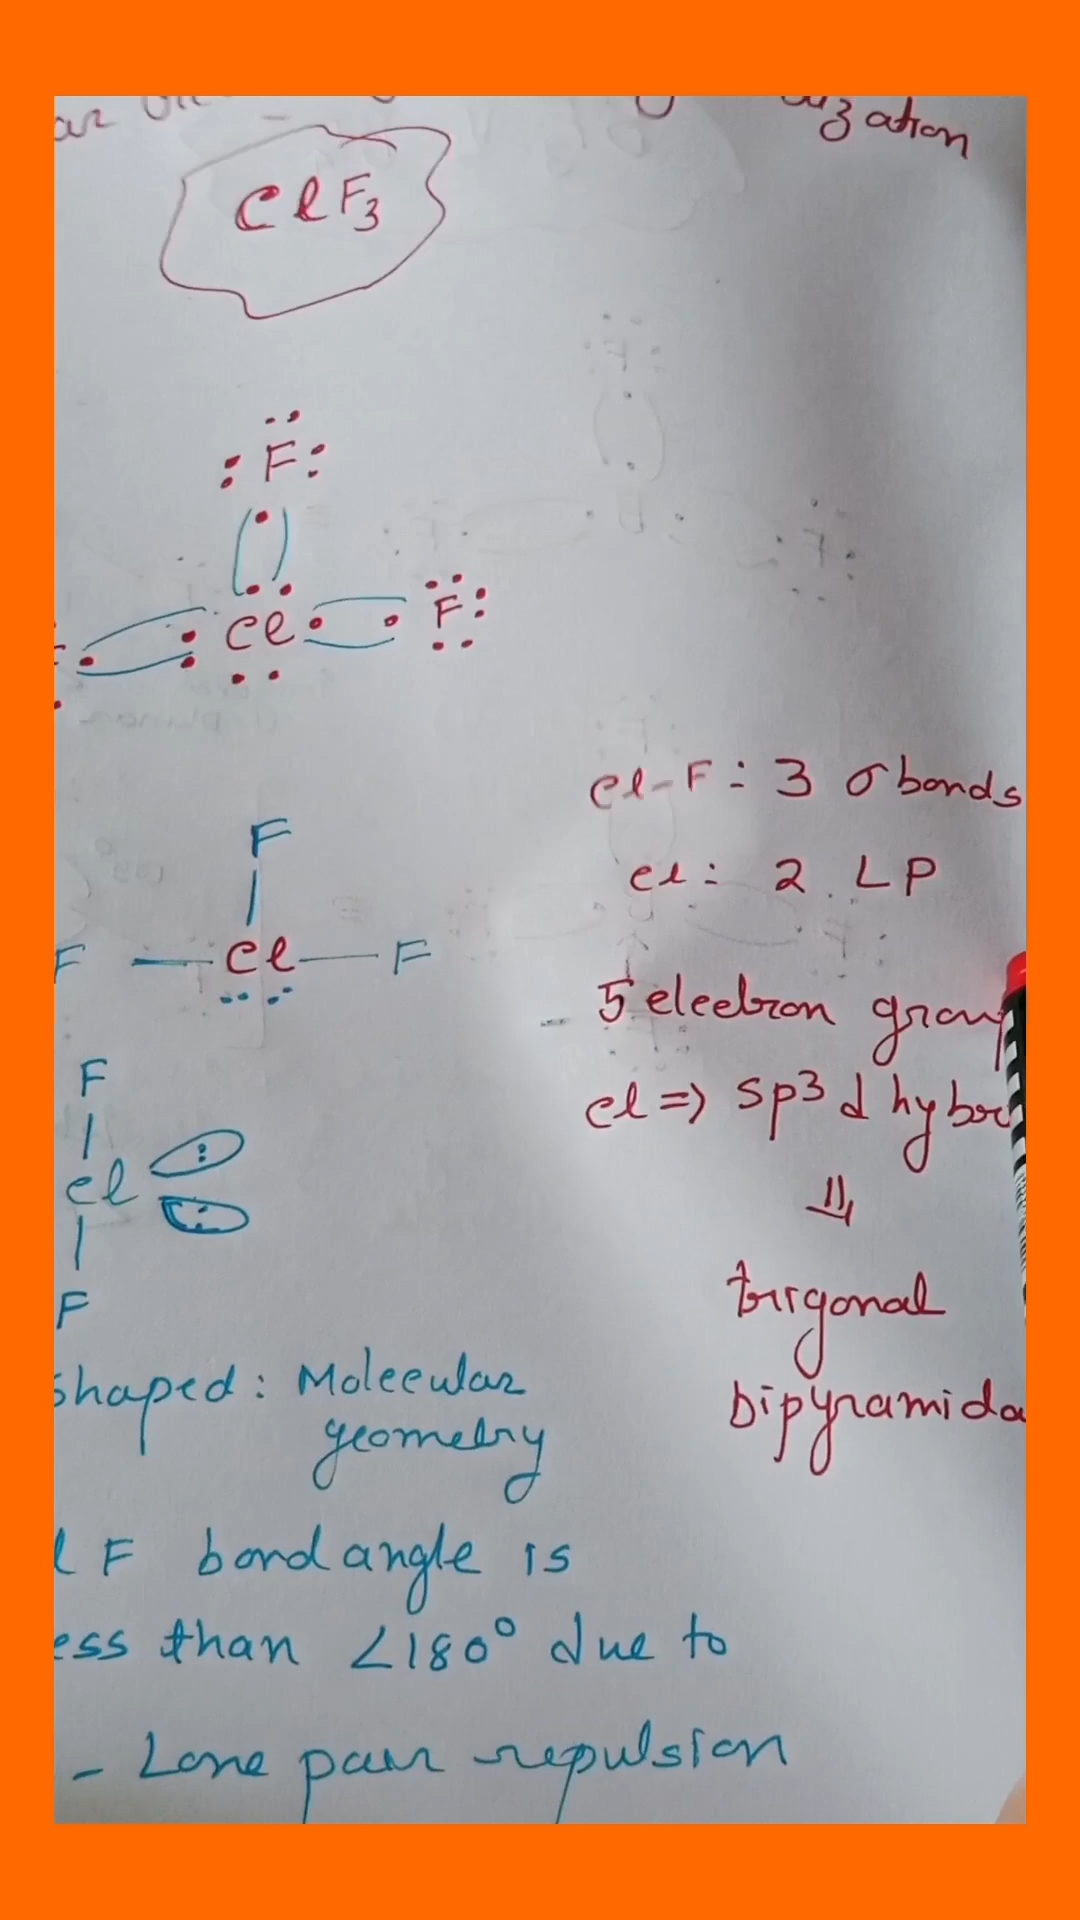 ization
ClF3
F
Cl F
Cl-F: 3 σ bonds
F
Cl: 2 LP
F Cl F
5 electron group
F
Cl => sp3d hybr
Cl
F
trigonal
shaped: Molecular
bipyramida
geometry
l F bond angle is
ess than <180° due to
- Lone pair repulsion